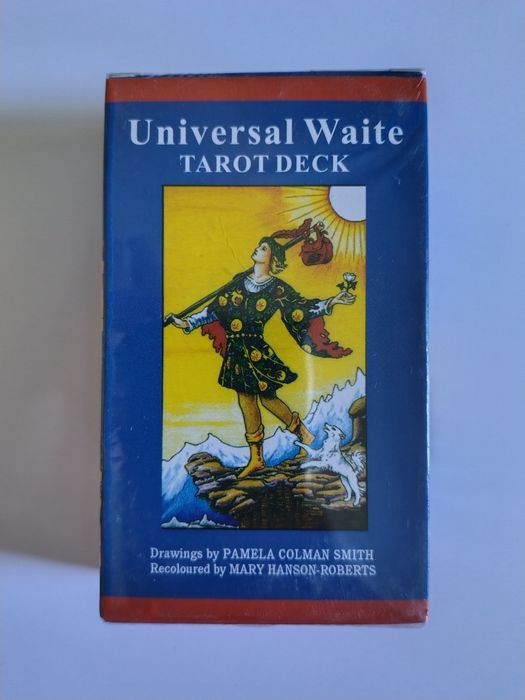 Universal Waite
TAROT DECK
Drawings by PAMELA COLMAN SMITH
Recoloured by MARY HANSON-ROBERTS